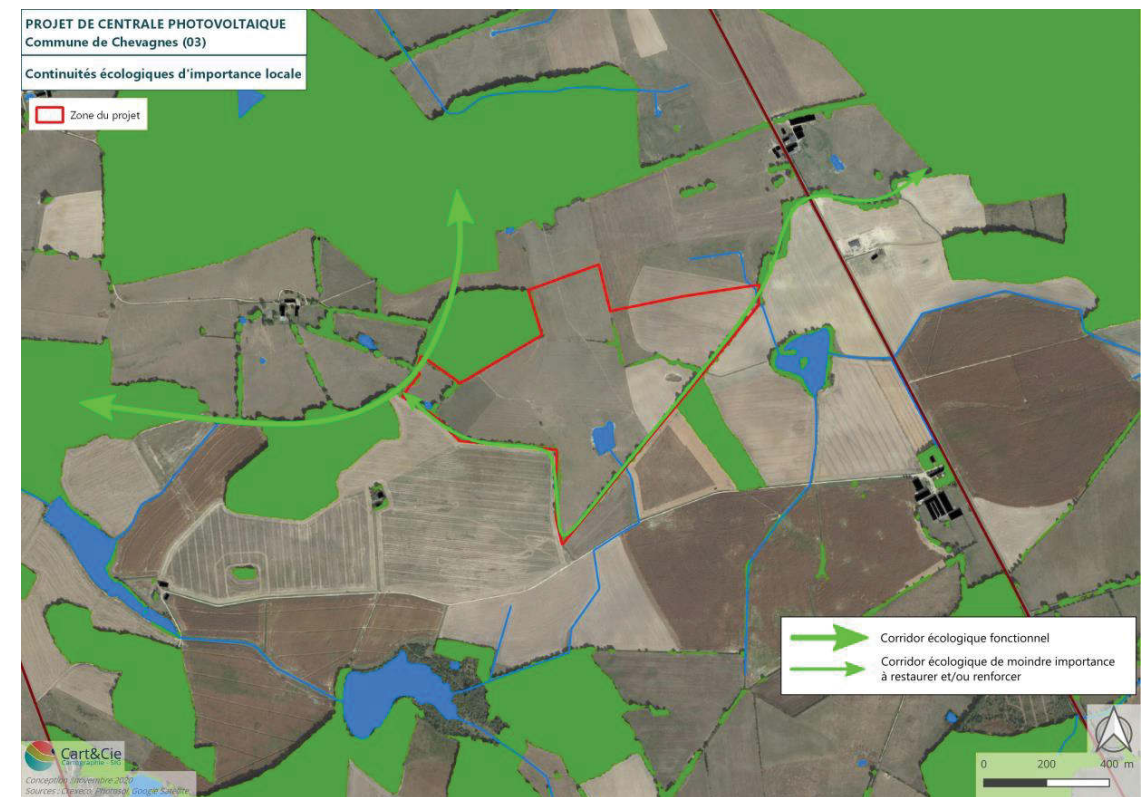 PROJET DE CENTRALE PHOTOVOLTAIQUE
Commune de Chevagnes (03)
Continuités écologiques d'importance locale
Zone du projet
Corridor écologique fonctionnel
Corridor écologique de moindre importance
à restaurer et/ou renforcer
Cart&Cie
Cartographie - SIG
Conception : novembre 2020
Sources : Crexeco, Photosol, Google Satellite
0 200 400 m